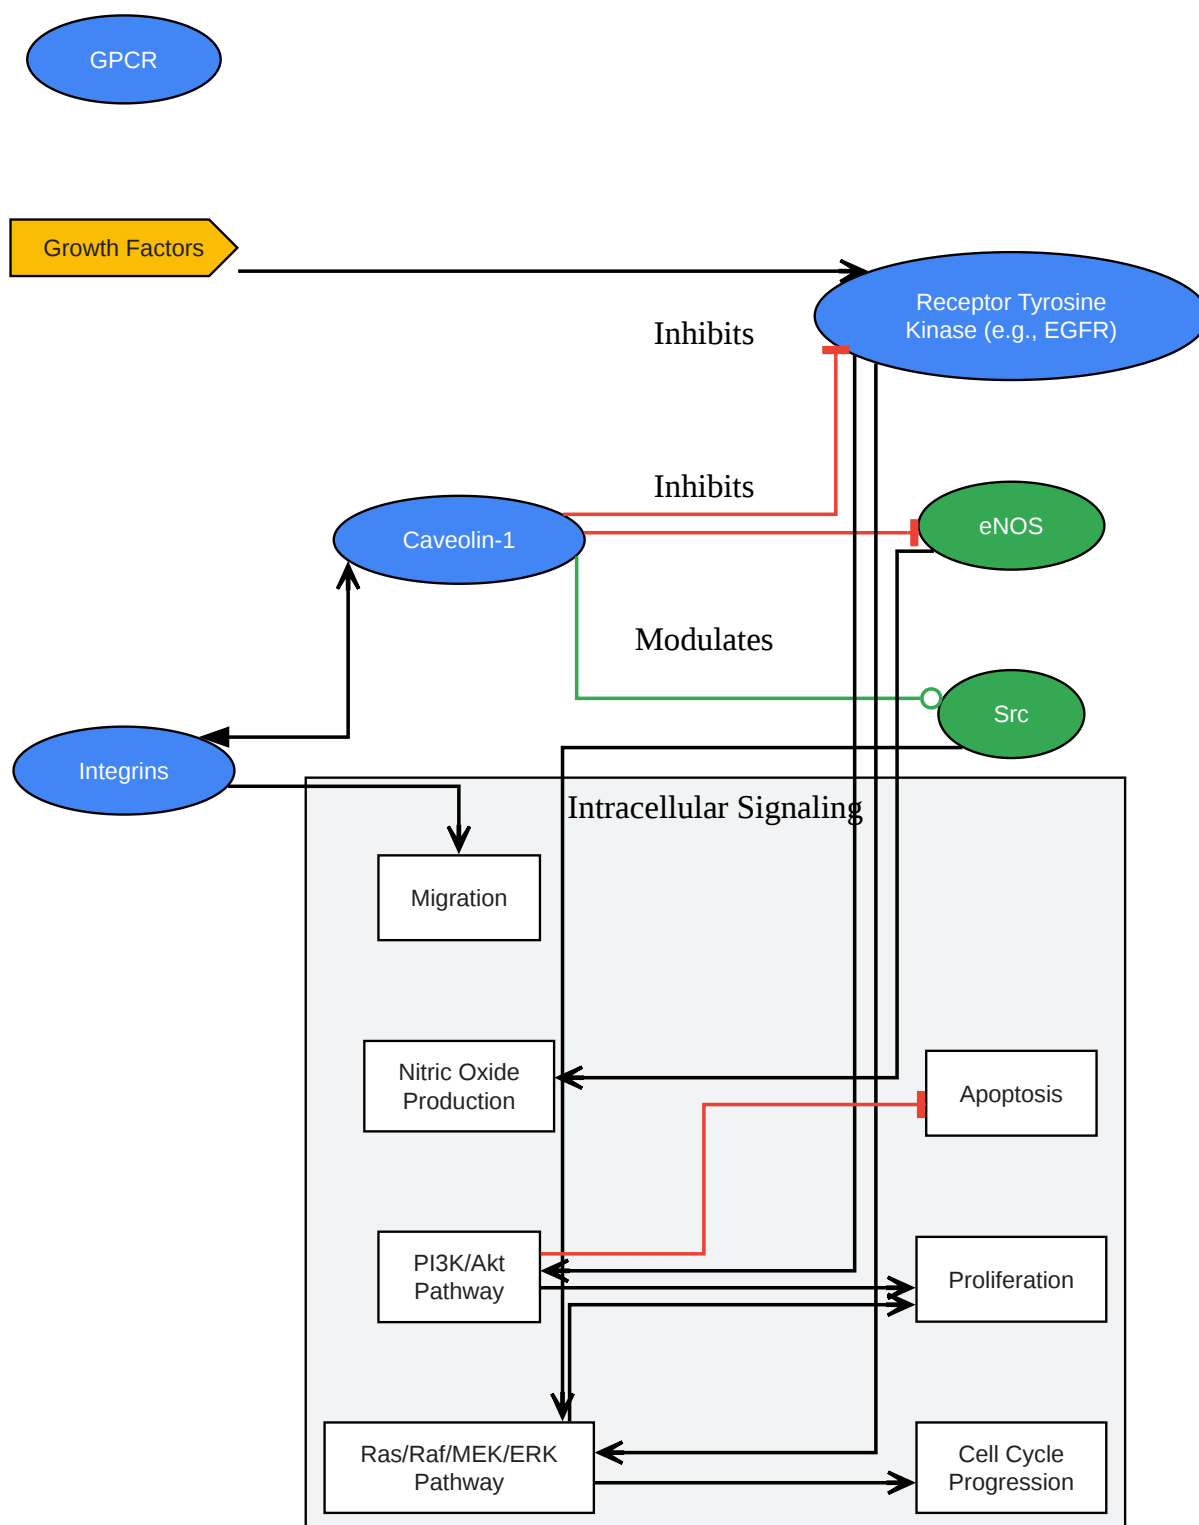 GPCR
Growth Factors
Receptor Tyrosine
Kinase (e.g., EGFR)
Inhibits
Inhibits
Caveolin-1
eNOS
Modulates
Src
Integrins
Intracellular Signaling
Migration
Nitric Oxide
Production
Apoptosis
PI3K/Akt
Pathway
Proliferation
Ras/Raf/MEK/ERK
Pathway
Cell Cycle
Progression